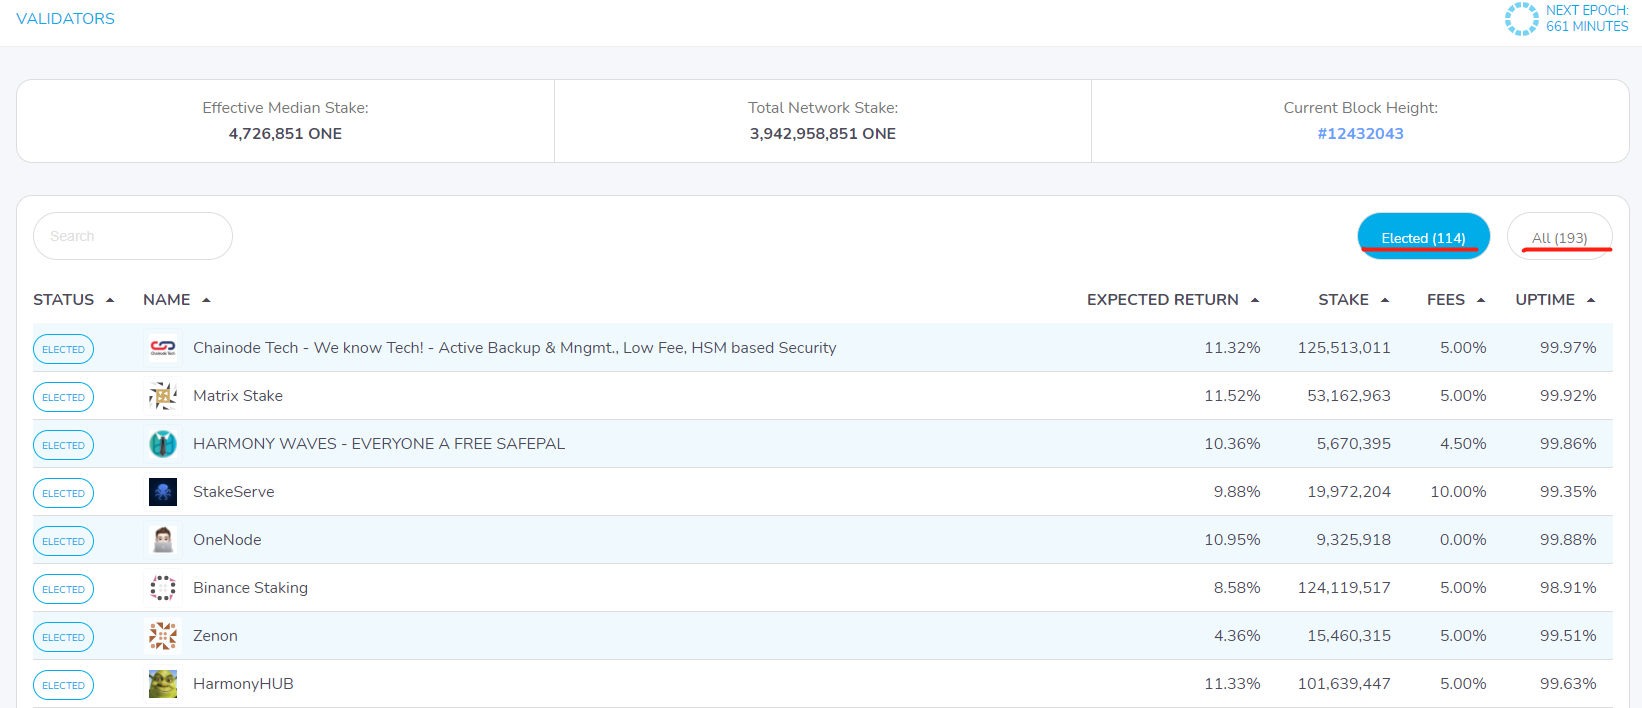 VALIDATORS
NEXT EPOCH:
661 MINUTES
Effective Median Stake:
4,726,851 ONE
Total Network Stake:
3,942,958,851 ONE
Current Block Height:
#12432043
Search
Elected (114)
All (193)
STATUS NAME EXPECTED RETURN STAKE FEES UPTIME
ELECTED Chainode Tech Chainode Tech - We know Tech! - Active Backup & Mngmt., Low Fee, HSM based Security 11.32% 125,513,011 5.00% 99.97%
ELECTED Matrix Stake 11.52% 53,162,963 5.00% 99.92%
ELECTED HARMONY WAVES - EVERYONE A FREE SAFEPAL 10.36% 5,670,395 4.50% 99.86%
ELECTED StakeServe 9.88% 19,972,204 10.00% 99.35%
ELECTED OneNode 10.95% 9,325,918 0.00% 99.88%
ELECTED Binance Staking 8.58% 124,119,517 5.00% 98.91%
ELECTED Zenon 4.36% 15,460,315 5.00% 99.51%
ELECTED HarmonyHUB 11.33% 101,639,447 5.00% 99.63%